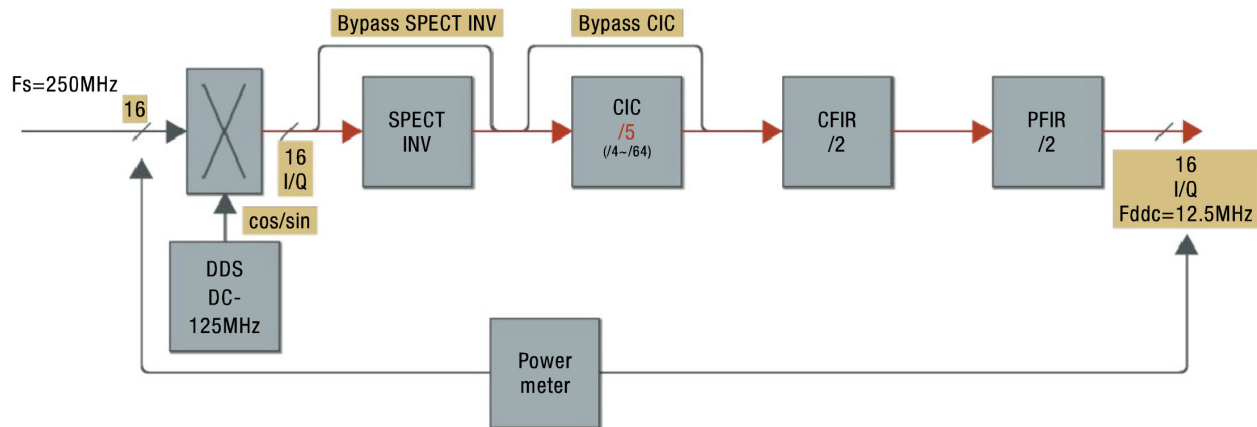 Bypass SPECT INV
Bypass CIC
Fs=250MHz
16
SPECT
INV
CIC
/5
(/4~/64)
CFIR
/2
PFIR
/2
16
I/Q
cos/sin
16
I/Q
Fddc=12.5MHz
DDS
DC-
125MHz
Power
meter